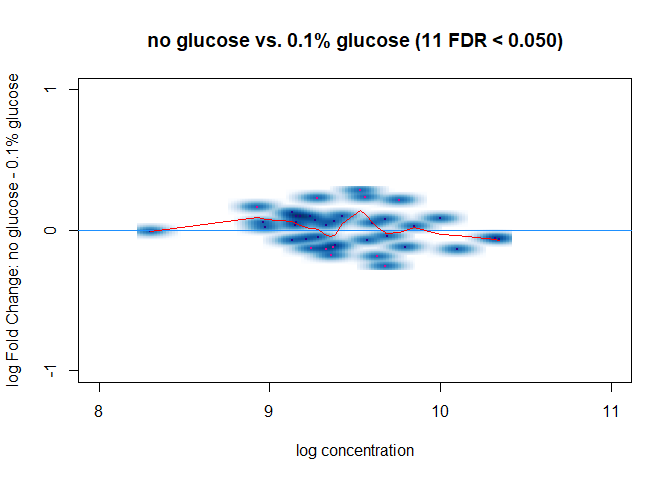 no glucose vs. 0.1% glucose (11 FDR < 0.050)
log Fold Change: no glucose - 0.1% glucose
1
0
-1
8
9
10
11
log concentration